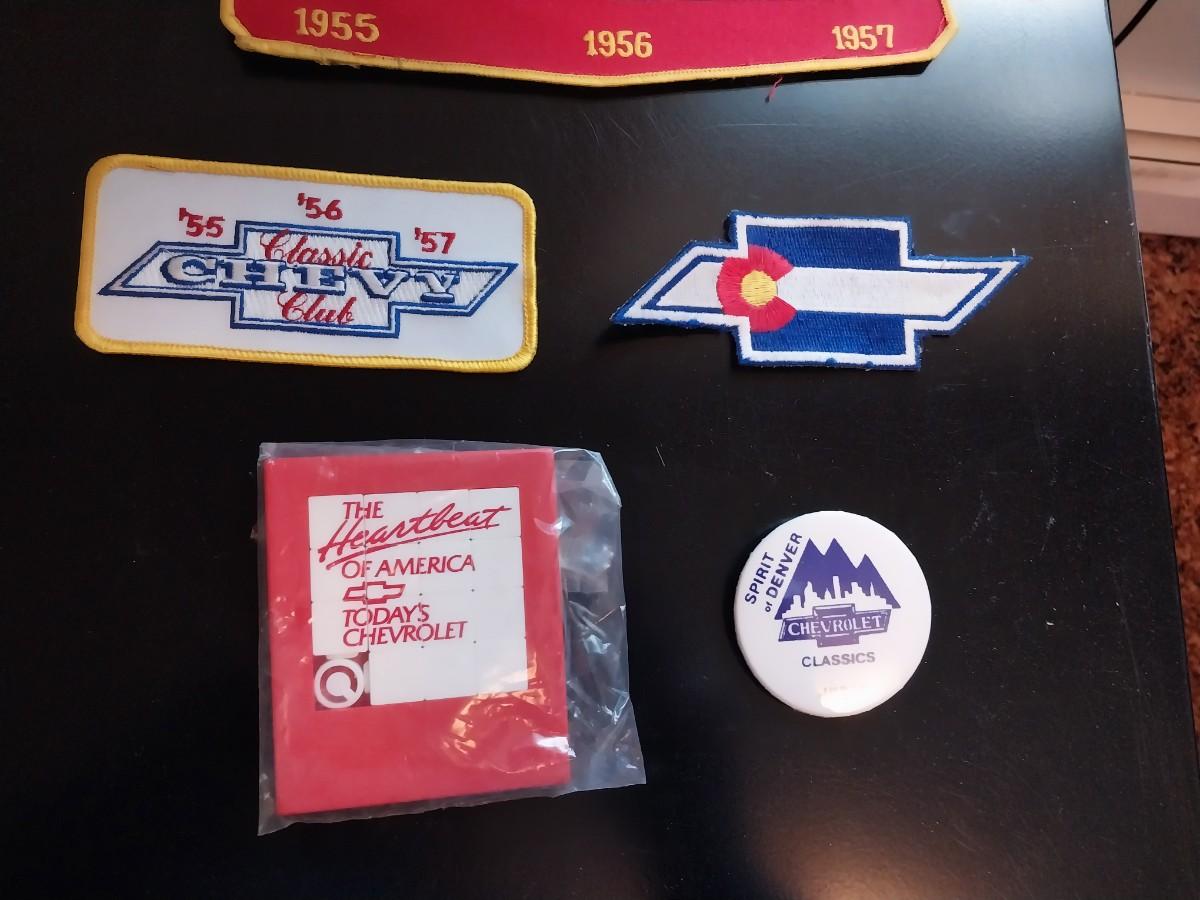 1955 1956 1957
'55 '56 '57
Classic
CHEVY
Club
THE
Heartbeat
OF AMERICA
TODAY'S
CHEVROLET
SPIRIT
of DENVER
CHEVROLET
CLASSICS